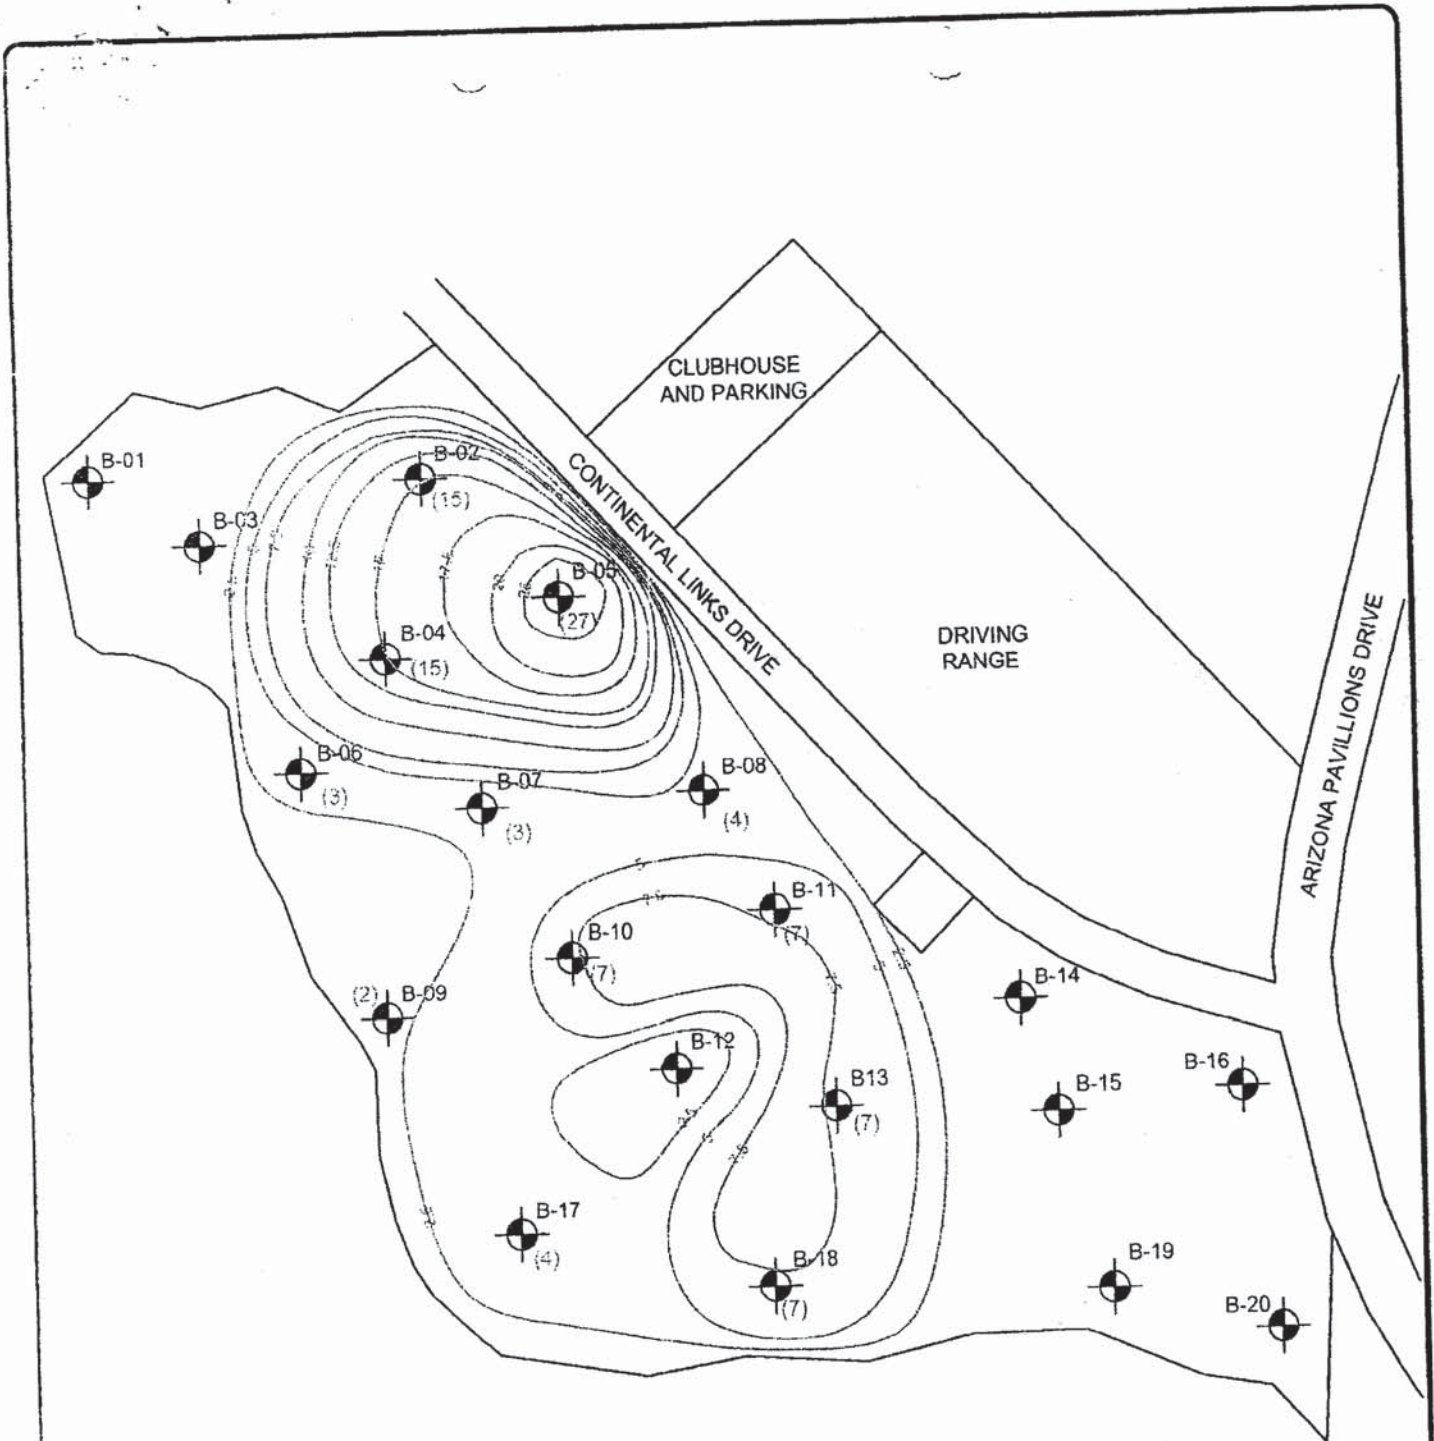 CLUBHOUSE
AND PARKING
CONTINENTAL LINKS DRIVE
DRIVING
RANGE
ARIZONA PAVILLIONS DRIVE
B-01
B-02
(15)
B-03
B-05
(27)
B-04
(15)
B-06
(3)
B-07
(3)
B-08
(4)
B-11
(7)
B-10
(7)
(2) B-09
B-14
B-12
B13
(7)
B-15
B-16
B-17
(4)
B-18
(7)
B-19
B-20